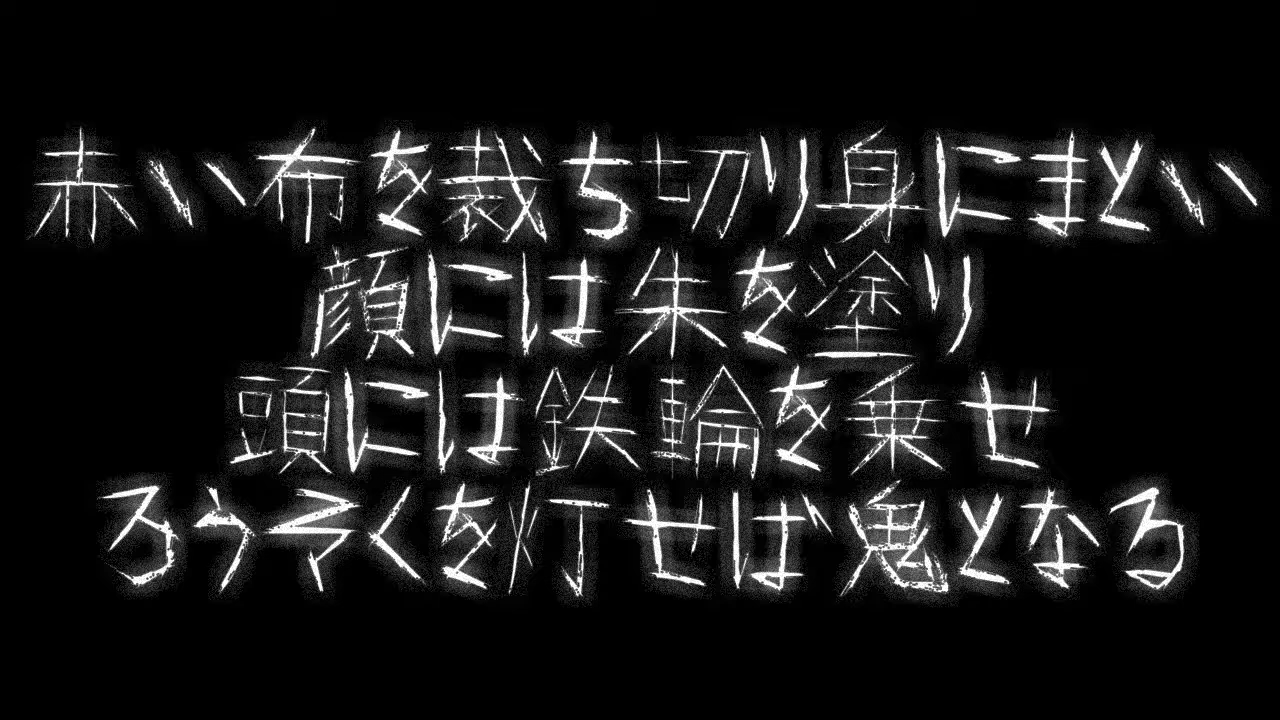 赤い布を裁ち切り身にまとい
顔には朱を塗り
頭には鉄輪を乗せ
ろうそくを灯せば鬼となる